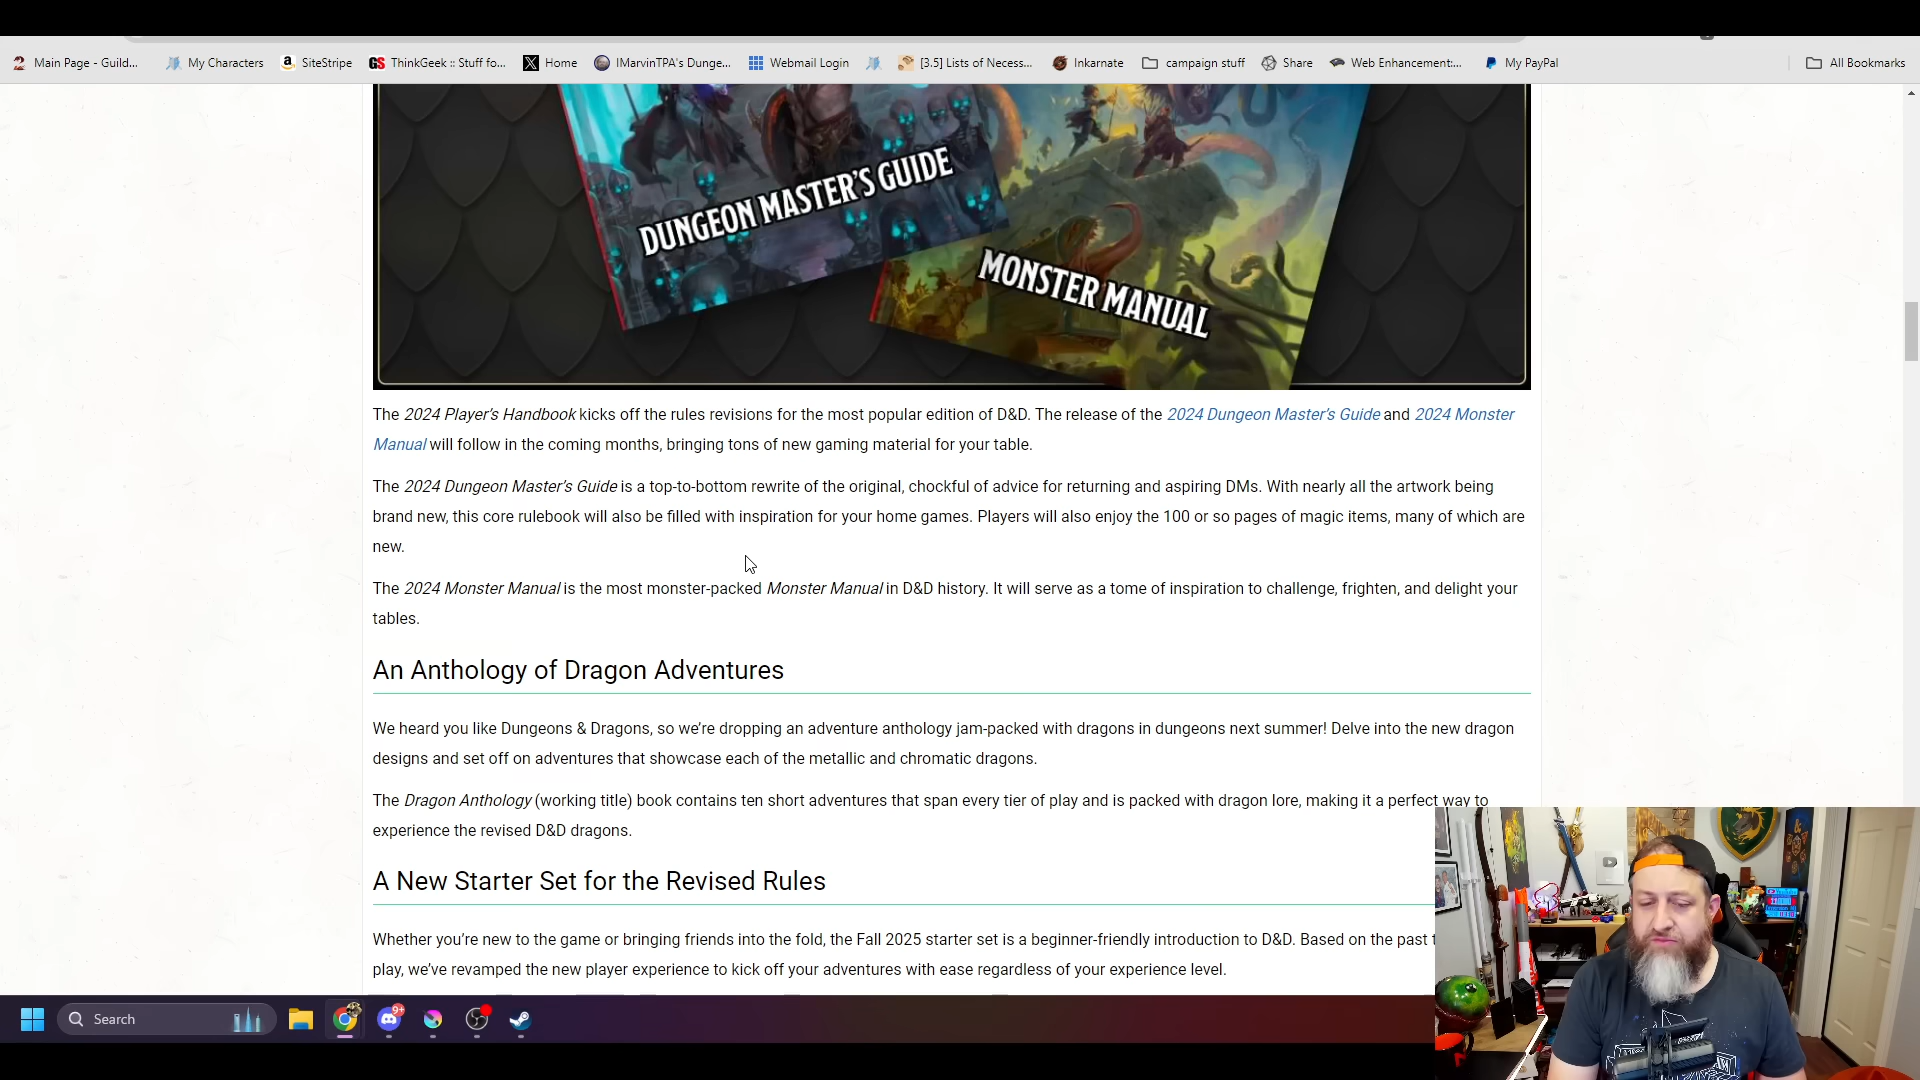 Main Page - Guild...
My Characters
SiteStripe
ThinkGeek :: Stuff fo...
Home
IMarvinTPA's Dunge...
Webmail Login
[3.5] Lists of Necess...
Inkarnate
campaign stuff
Share
Web Enhancement:...
My PayPal
All Bookmarks
DUNGEON MASTER'S GUIDE
MONSTER MANUAL
The 2024 Player's Handbook kicks off the rules revisions for the most popular edition of D&D. The release of the 2024 Dungeon Master's Guide and 2024 Monster
Manual will follow in the coming months, bringing tons of new gaming material for your table.
The 2024 Dungeon Master's Guide is a top-to-bottom rewrite of the original, chockful of advice for returning and aspiring DMs. With nearly all the artwork being
brand new, this core rulebook will also be filled with inspiration for your home games. Players will also enjoy the 100 or so pages of magic items, many of which are
new.
The 2024 Monster Manual is the most monster-packed Monster Manual in D&D history. It will serve as a tome of inspiration to challenge, frighten, and delight your
tables.
An Anthology of Dragon Adventures
We heard you like Dungeons & Dragons, so we're dropping an adventure anthology jam-packed with dragons in dungeons next summer! Delve into the new dragon
designs and set off on adventures that showcase each of the metallic and chromatic dragons.
The Dragon Anthology (working title) book contains ten short adventures that span every tier of play and is packed with dragon lore, making it a perfect way to
experience the revised D&D dragons.
A New Starter Set for the Revised Rules
Whether you're new to the game or bringing friends into the fold, the Fall 2025 starter set is a beginner-friendly introduction to D&D. Based on the past
play, we've revamped the new player experience to kick off your adventures with ease regardless of your experience level.
Search
9+